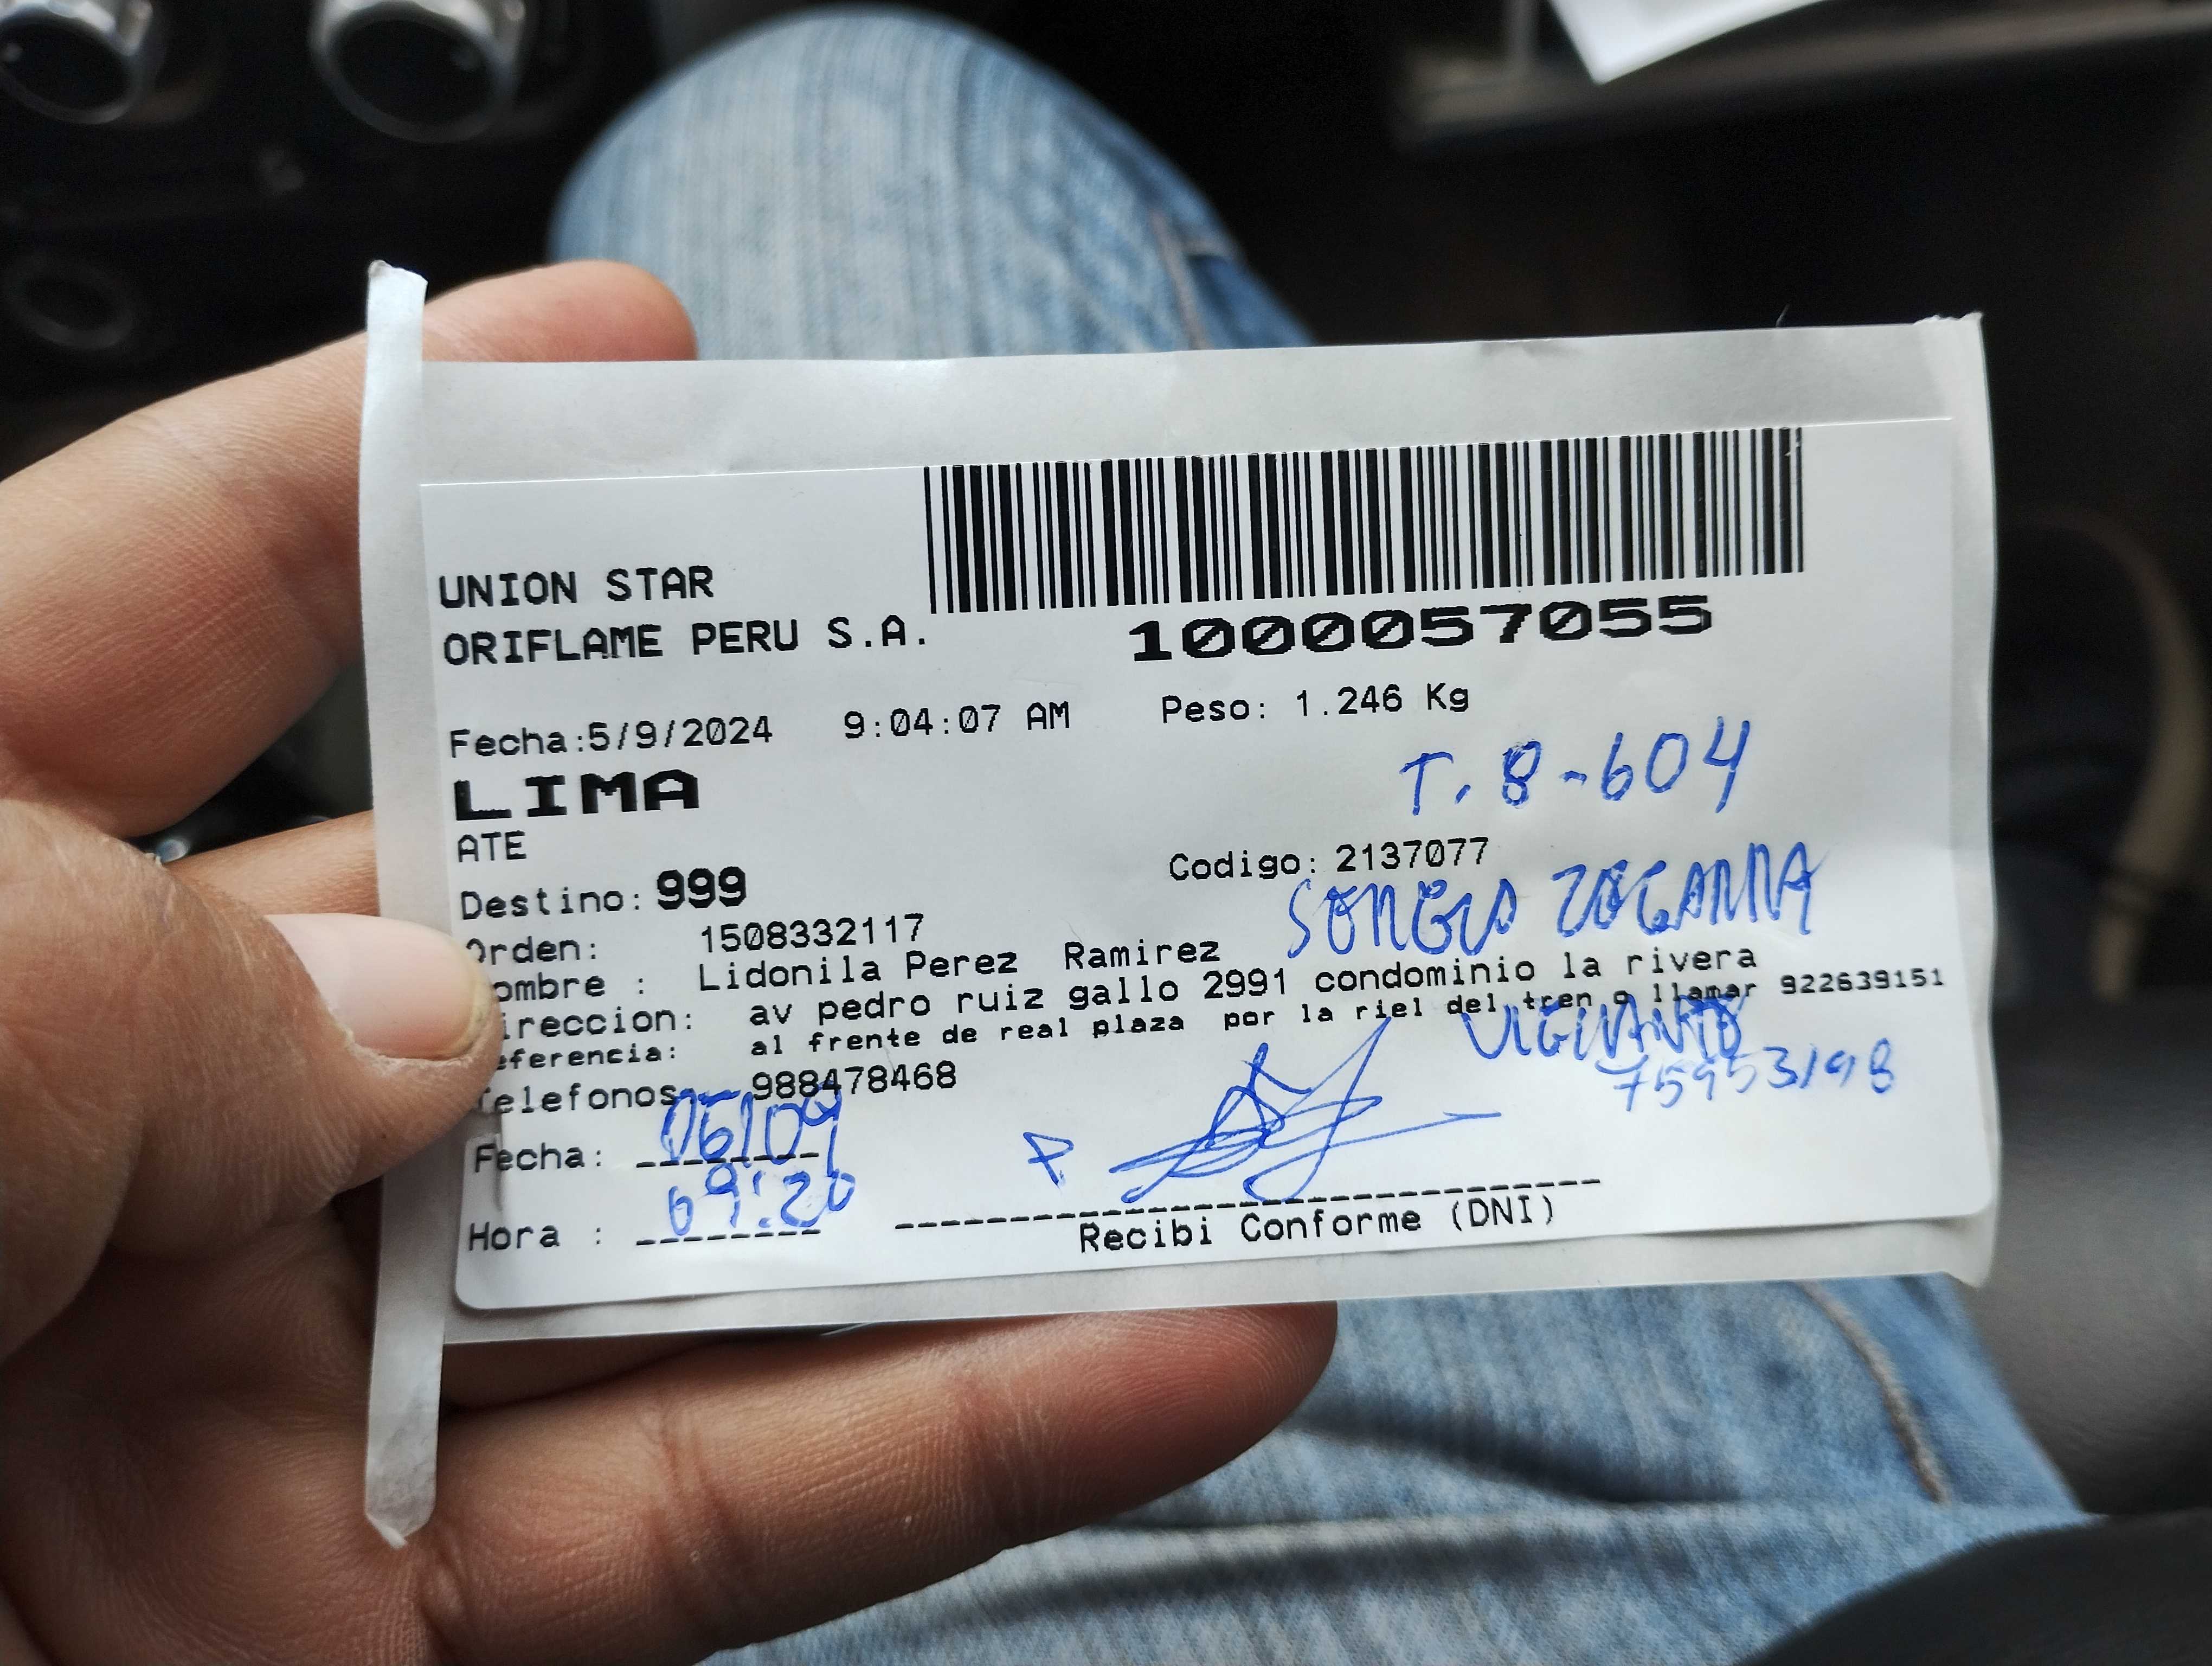 UNION STAR
ORIFLAME PERU S.A.
1000057055
Fecha:5/9/2024 9:04:07 AM Peso: 1.246 Kg
LIMA
T. 8-604
ATE
Codigo: 2137077
Destino: 999
Orden: 1508332117
ombre : Lidonila Perez Ramirez
ireccion: av pedro ruiz gallo 2991 condominio la rivera
eferencia: al frente de real plaza por la riel del tren o llamar 922639151
VIGILANTE
Telefonos: 988478468
75953198
Fecha: 06/09
Hora : 09:20
Recibi Conforme (DNI)